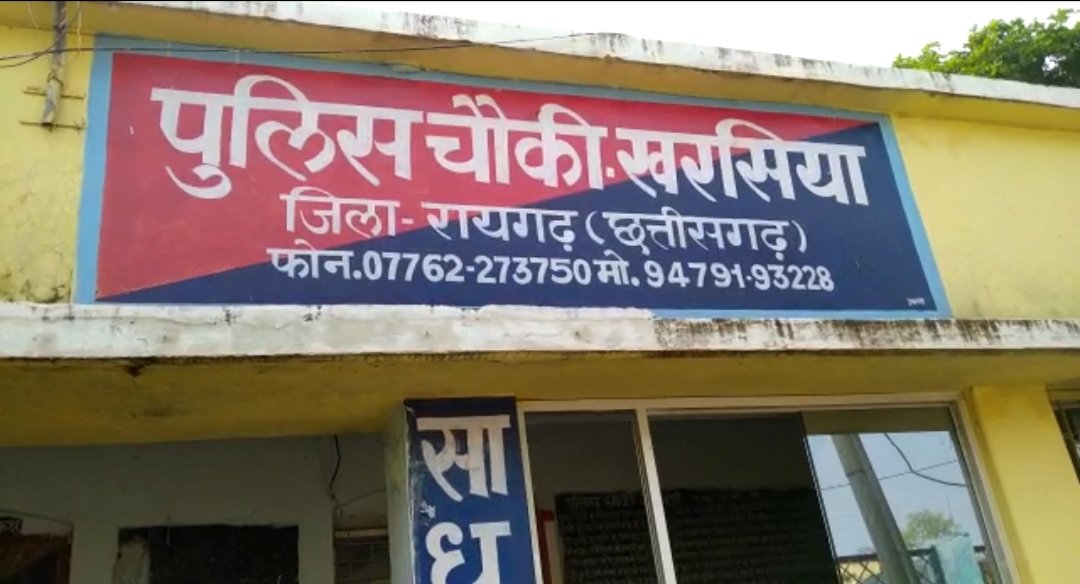 पुलिस चौकी.खरसिया
जिला- रायगढ़ (छत्तीसगढ़)
फोन.07762-273750 मो. 94791-93228
सा
ध